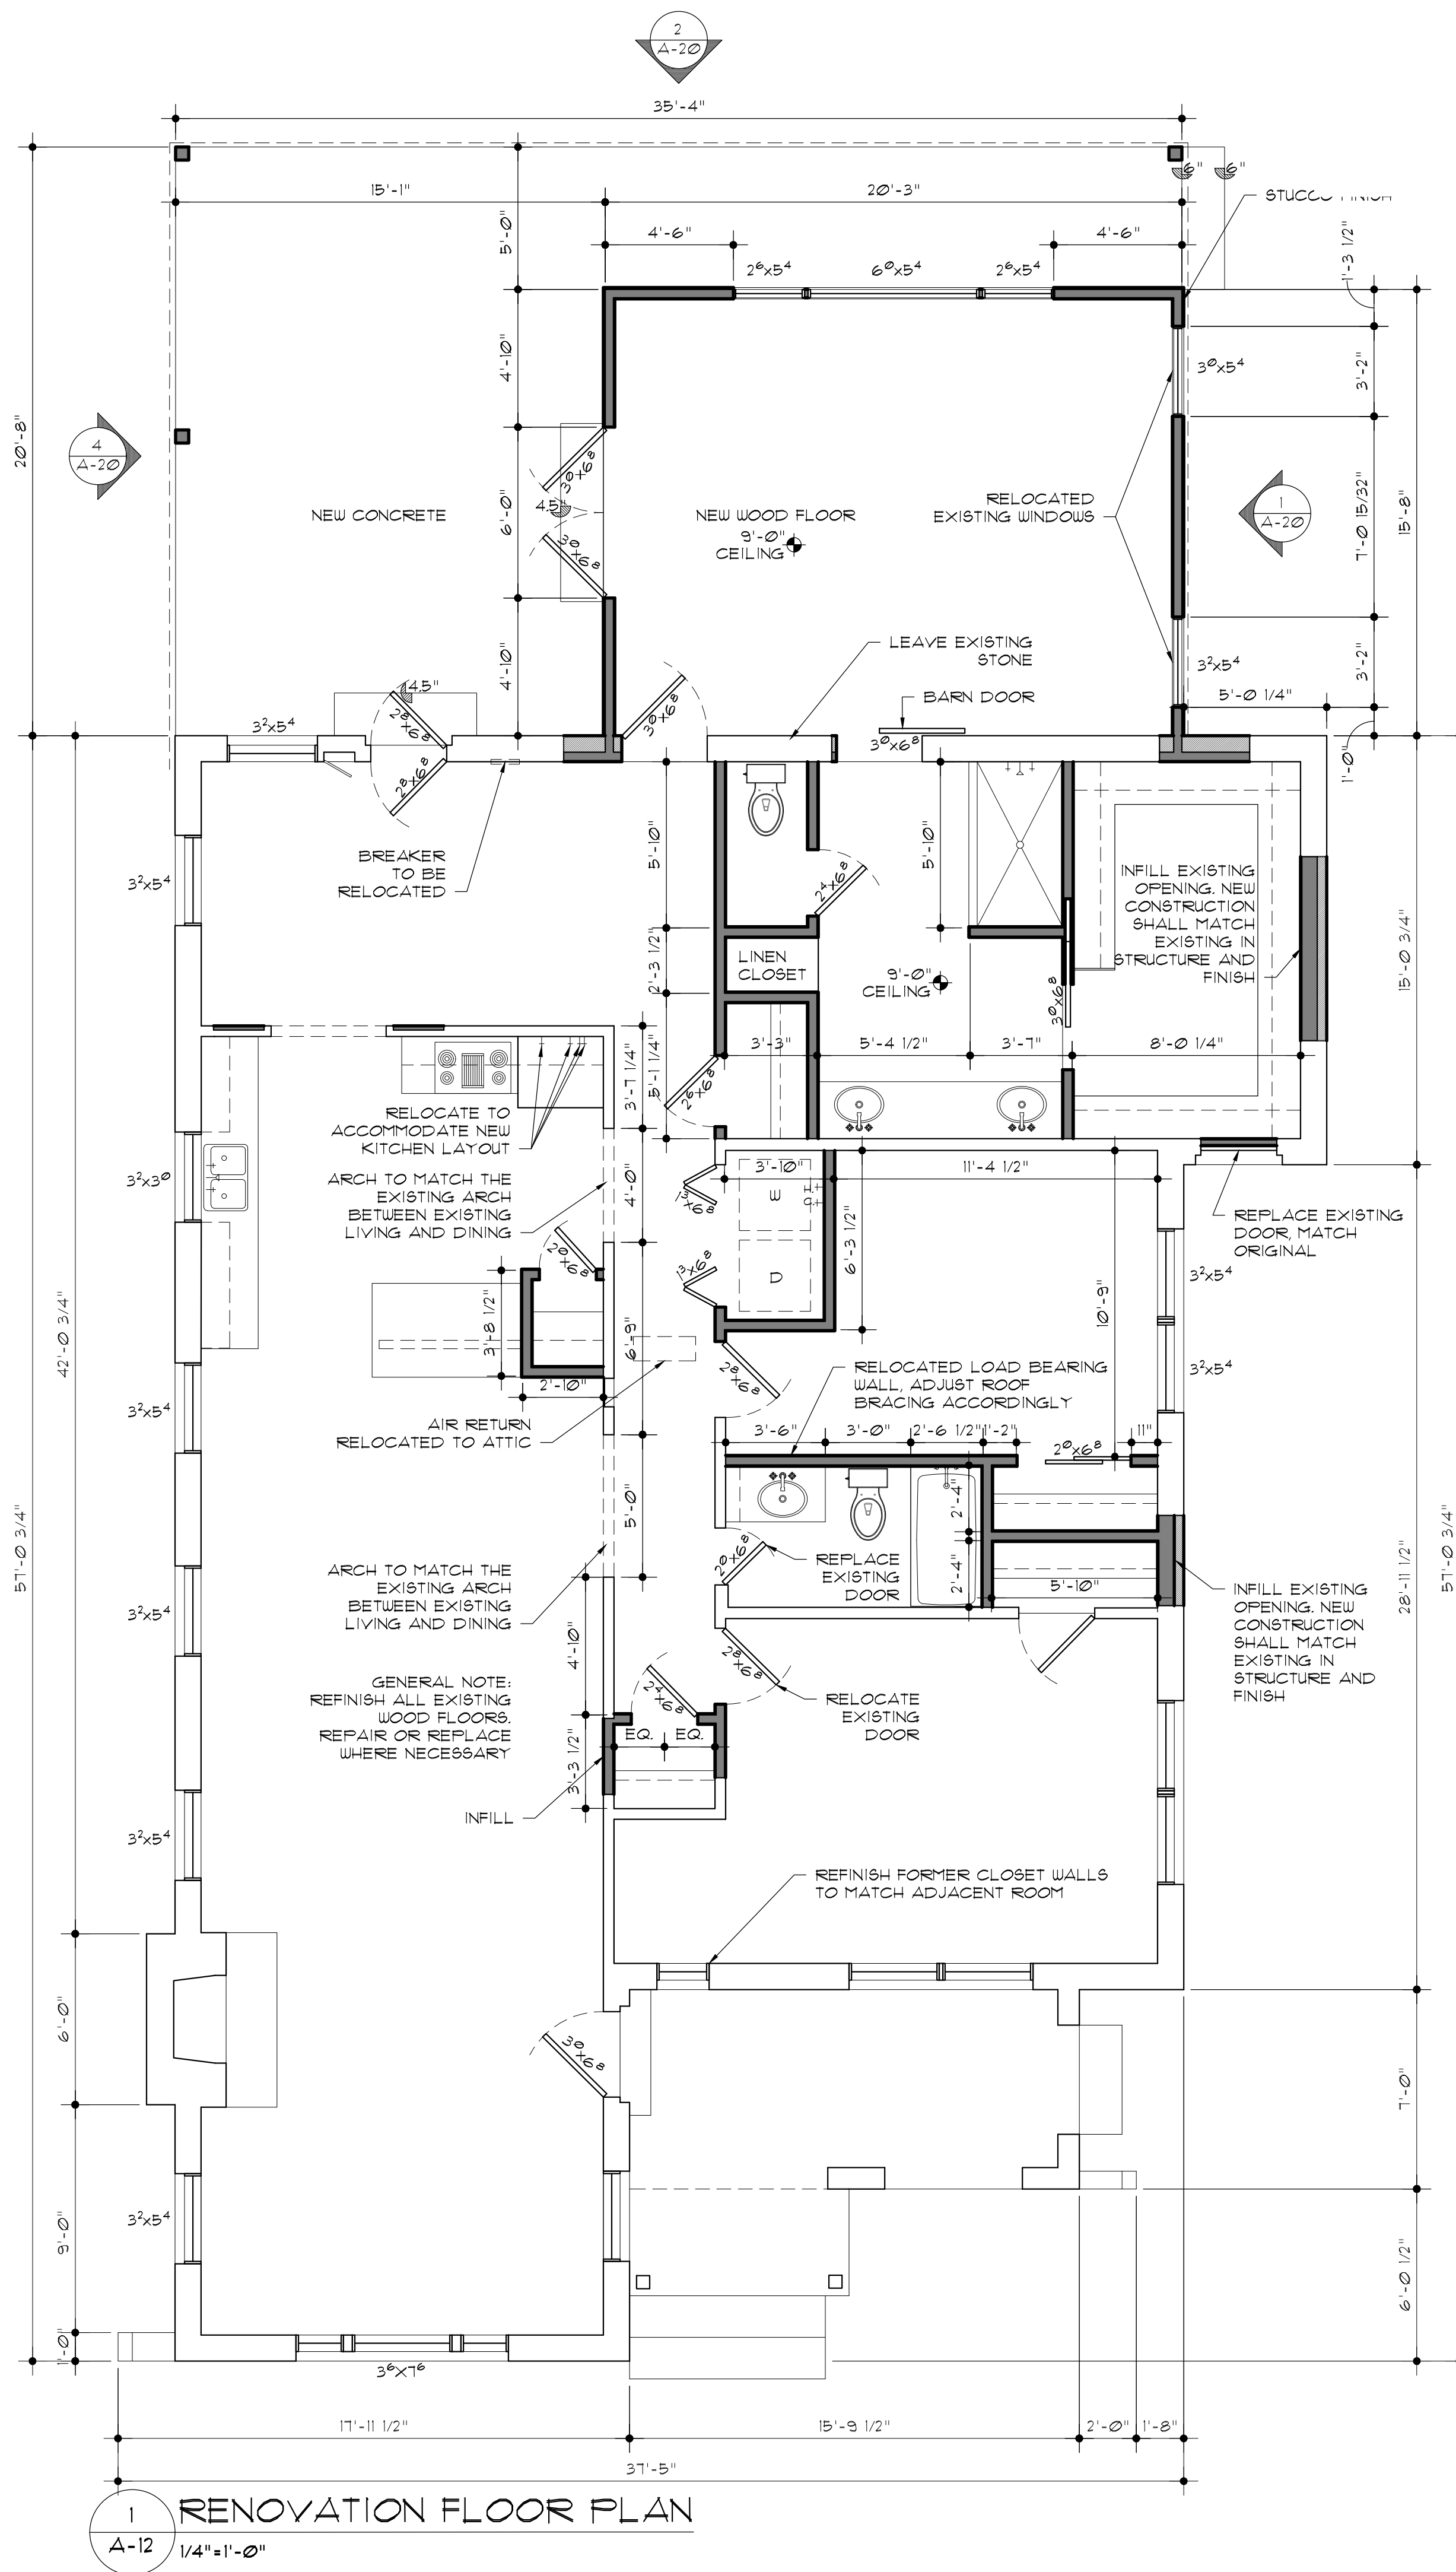 2
A-20
35'-4"
6"
6"
15'-1"
20'-3"
5'-0"
4'-6"
4'-6"
1'-3 1/2"
2⁶x5⁴
6⁰x5⁴
2⁶x5⁴
4'-10"
3⁰x5⁴
3'-2"
20'-8"
4
A-20
3⁰x6⁸
4.5"
NEW CONCRETE
6'-0"
3⁰x6⁸
NEW WOOD FLOOR
9'-0"
CEILING
RELOCATED
EXISTING WINDOWS
1
A-20
7'-0 15/32"
15'-8"
4'-10"
LEAVE EXISTING
STONE
BARN DOOR
3⁰x6⁸
3⁰x6⁸
3²x5⁴
3'-2"
5'-0 1/4"
1'-0"
4.5"
2⁸x6⁸
3²x5⁴
2⁸x6⁸
BREAKER
TO BE
RELOCATED
3²x5⁴
5'-10"
2⁴x6⁸
5'-10"
INFILL EXISTING
OPENING. NEW
CONSTRUCTION
SHALL MATCH
EXISTING IN
STRUCTURE AND
FINISH
15'-0 3/4"
2'-3 1/2"
LINEN
CLOSET
9'-0"
CEILING
3⁰x6⁸
3'-7 1/4"
5'-1 1/4"
3'-3"
5'-4 1/2"
3'-7"
8'-0 1/4"
2⁶x6⁸
RELOCATE TO
ACCOMMODATE NEW
KITCHEN LAYOUT
3²x3⁰
ARCH TO MATCH THE
EXISTING ARCH
BETWEEN EXISTING
LIVING AND DINING
4'-0"
1³x6⁸
3'-10"
W
11'-4 1/2"
REPLACE EXISTING
DOOR, MATCH
ORIGINAL
2⁰x6⁸
6'-3 1/2"
1³x6⁸
D
3²x5⁴
42'-0 3/4"
3'-8 1/2"
6'-9"
10'-9"
2'-10"
2⁸x6⁸
RELOCATED LOAD BEARING
WALL, ADJUST ROOF
BRACING ACCORDINGLY
3²x5⁴
3²x5⁴
AIR RETURN
RELOCATED TO ATTIC
3'-6"
3'-0"
2'-6 1/2"
1'-2"
11"
2⁰x6⁸
5'-0"
2'-4"
57'-0 3/4"
ARCH TO MATCH THE
EXISTING ARCH
BETWEEN EXISTING
LIVING AND DINING
3²x5⁴
2⁰x6⁸
REPLACE
EXISTING
DOOR
2'-4"
5'-10"
INFILL EXISTING
OPENING. NEW
CONSTRUCTION
SHALL MATCH
EXISTING IN
STRUCTURE AND
FINISH
28'-11 1/2"
57'-0 3/4"
4'-10"
2⁸x6⁸
GENERAL NOTE:
REFINISH ALL EXISTING
WOOD FLOORS.
REPAIR OR REPLACE
WHERE NECESSARY
2⁴x6⁸
RELOCATE
EXISTING
DOOR
EQ.
EQ.
3'-3 1/2"
INFILL
3²x5⁴
REFINISH FORMER CLOSET WALLS
TO MATCH ADJACENT ROOM
6'-0"
3⁰x6⁸
7'-0"
9'-0"
3²x5⁴
6'-0 1/2"
1'-0"
3⁶x7⁶
17'-11 1/2"
15'-9 1/2"
2'-0"
1'-8"
37'-5"
1
A-12
RENOVATION FLOOR PLAN
1/4"=1'-0"